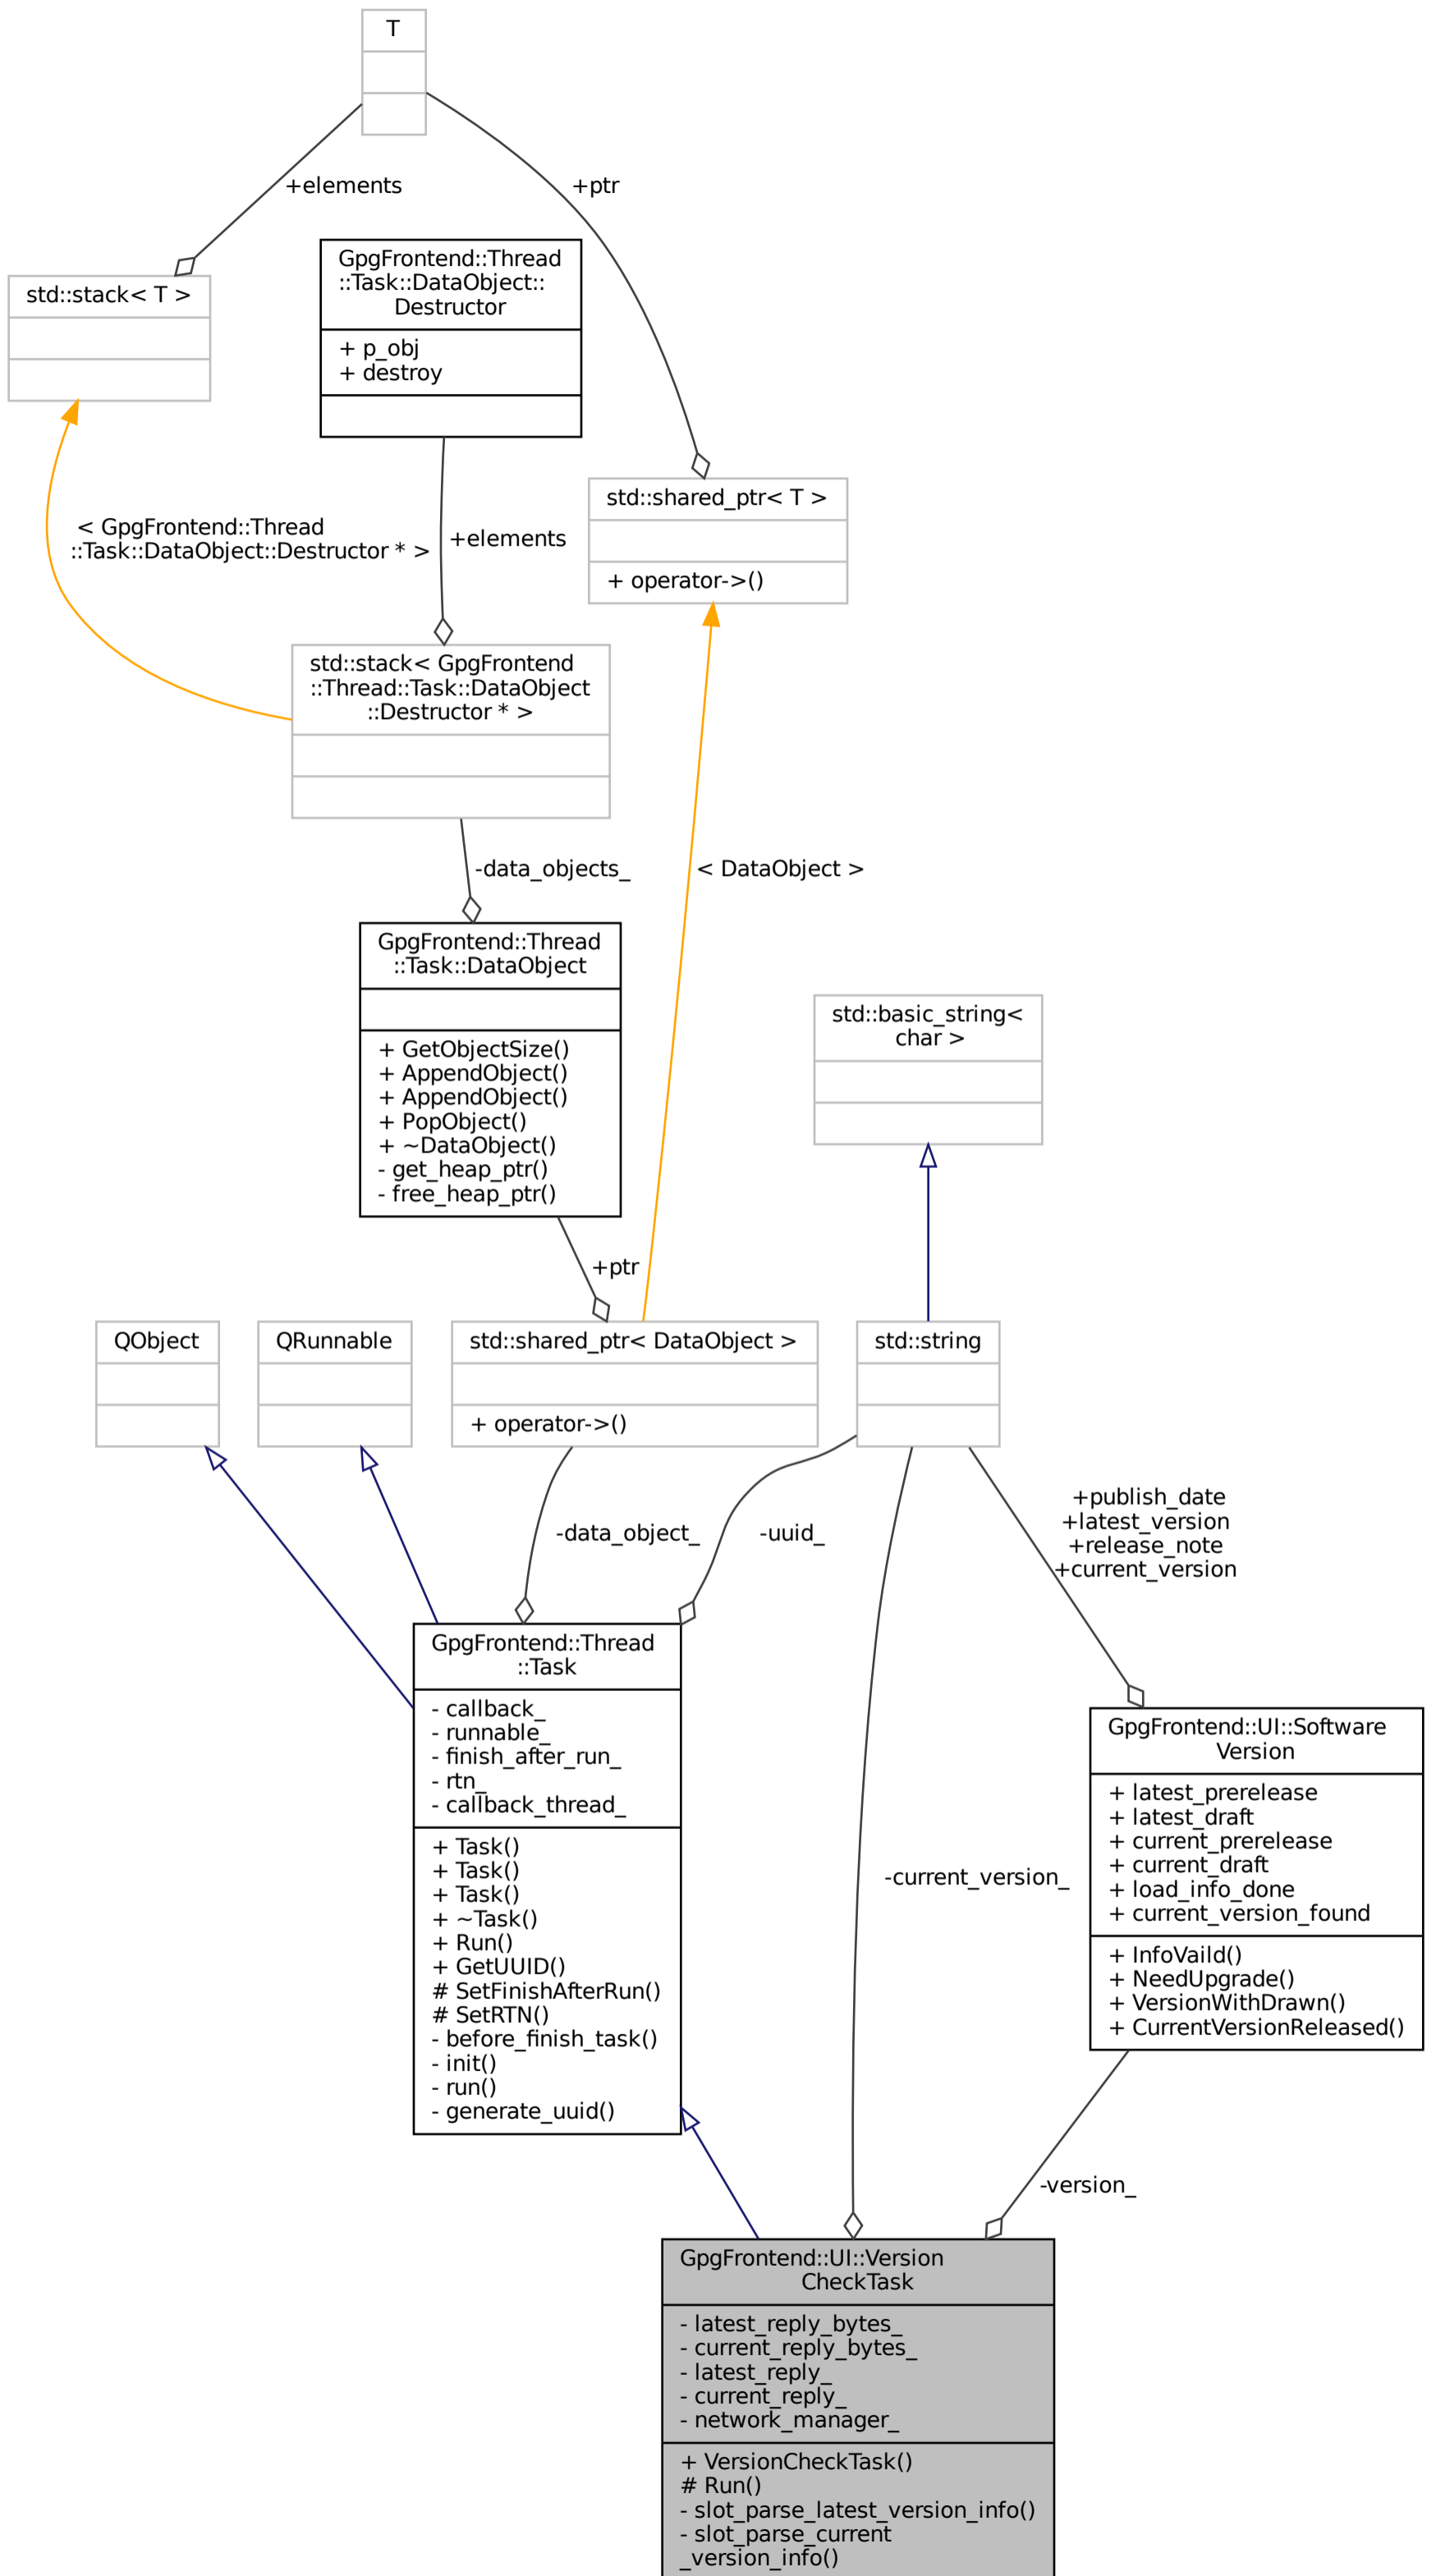 T
+elements
+ptr
GpgFrontend::Thread
::Task::DataObject::
Destructor
+ p_obj
+ destroy
std::stack< T >
std::shared_ptr< T >
+ operator->()
< GpgFrontend::Thread
::Task::DataObject::Destructor * >
+elements
std::stack< GpgFrontend
::Thread::Task::DataObject
::Destructor * >
-data_objects_
< DataObject >
GpgFrontend::Thread
::Task::DataObject
+ GetObjectSize()
+ AppendObject()
+ AppendObject()
+ PopObject()
+ ~DataObject()
- get_heap_ptr()
- free_heap_ptr()
std::basic_string<
char >
+ptr
QObject
QRunnable
std::shared_ptr< DataObject >
+ operator->()
std::string
-data_object_
-uuid_
+publish_date
+latest_version
+release_note
+current_version
GpgFrontend::Thread
::Task
- callback_
- runnable_
- finish_after_run_
- rtn_
- callback_thread_
+ Task()
+ Task()
+ Task()
+ ~Task()
+ Run()
+ GetUUID()
# SetFinishAfterRun()
# SetRTN()
- before_finish_task()
- init()
- run()
- generate_uuid()
-current_version_
GpgFrontend::UI::Software
Version
+ latest_prerelease
+ latest_draft
+ current_prerelease
+ current_draft
+ load_info_done
+ current_version_found
+ InfoVaild()
+ NeedUpgrade()
+ VersionWithDrawn()
+ CurrentVersionReleased()
-version_
GpgFrontend::UI::Version
CheckTask
- latest_reply_bytes_
- current_reply_bytes_
- latest_reply_
- current_reply_
- network_manager_
+ VersionCheckTask()
# Run()
- slot_parse_latest_version_info()
- slot_parse_current
_version_info()